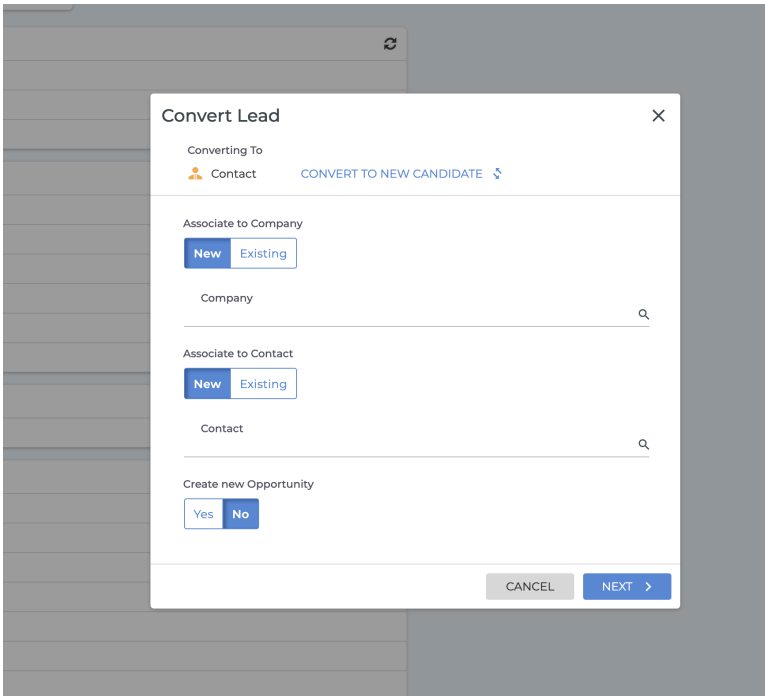 Convert Lead
Converting To
Contact CONVERT TO NEW CANDIDATE
Associate to Company
New Existing
Company
Associate to Contact
New Existing
Contact
Create new Opportunity
Yes No
CANCEL NEXT